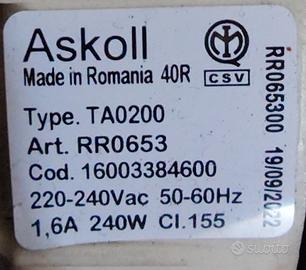 Askoll
Made in Romania 40R
CSV
Type. TA0200
Art. RR0653
Cod. 16003384600
220-240Vac 50-60Hz
1,6A 240W Cl.155
RR065300 19/09/2022
subito